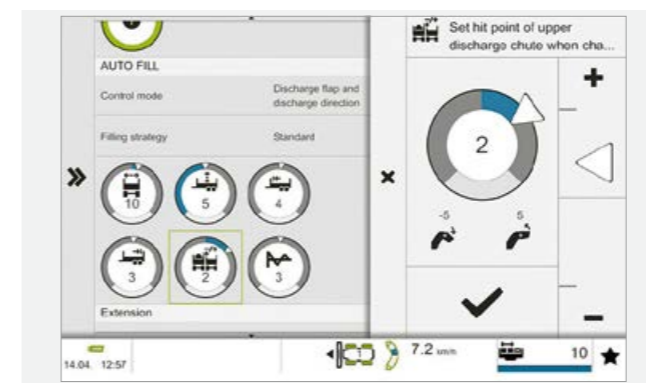 Set hit point of upper
discharge chute when cha...
AUTO FILL
Control mode
Discharge flap and
discharge direction
Filling strategy
Standard
2
10
5
4
-5
5
3
2
3
Extension
14.04. 12:57
1
7.2 km/h
10